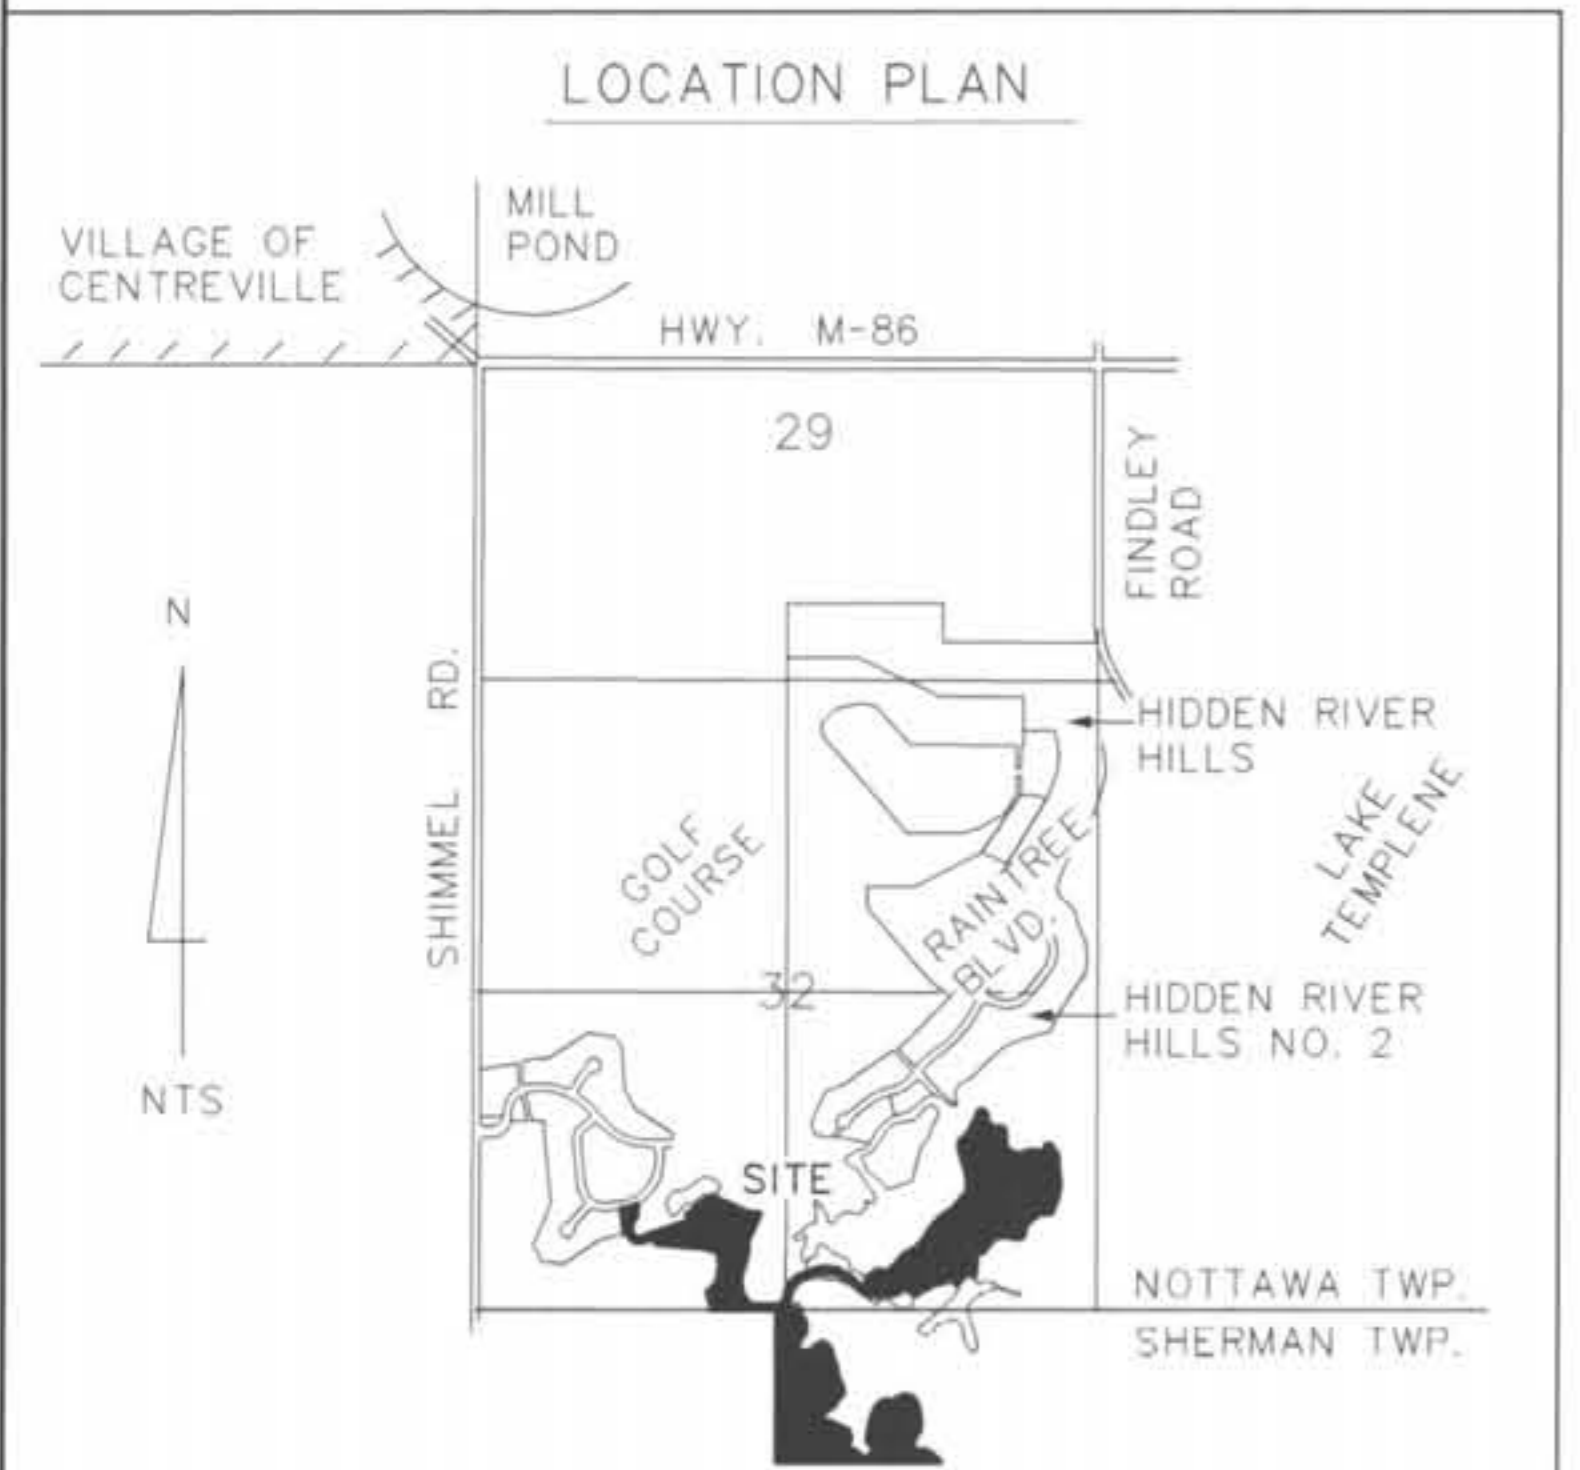 LOCATION PLAN
MILL
POND
VILLAGE OF
CENTREVILLE
HWY. M-86
29
FINDLEY
ROAD
N
SHIMMEL RD.
HIDDEN RIVER
HILLS
LAKE
TEMPLENE
GOLF
COURSE
RAINTREE
BLVD.
32
HIDDEN RIVER
HILLS NO. 2
NTS
SITE
NOTTAWA TWP.
SHERMAN TWP.